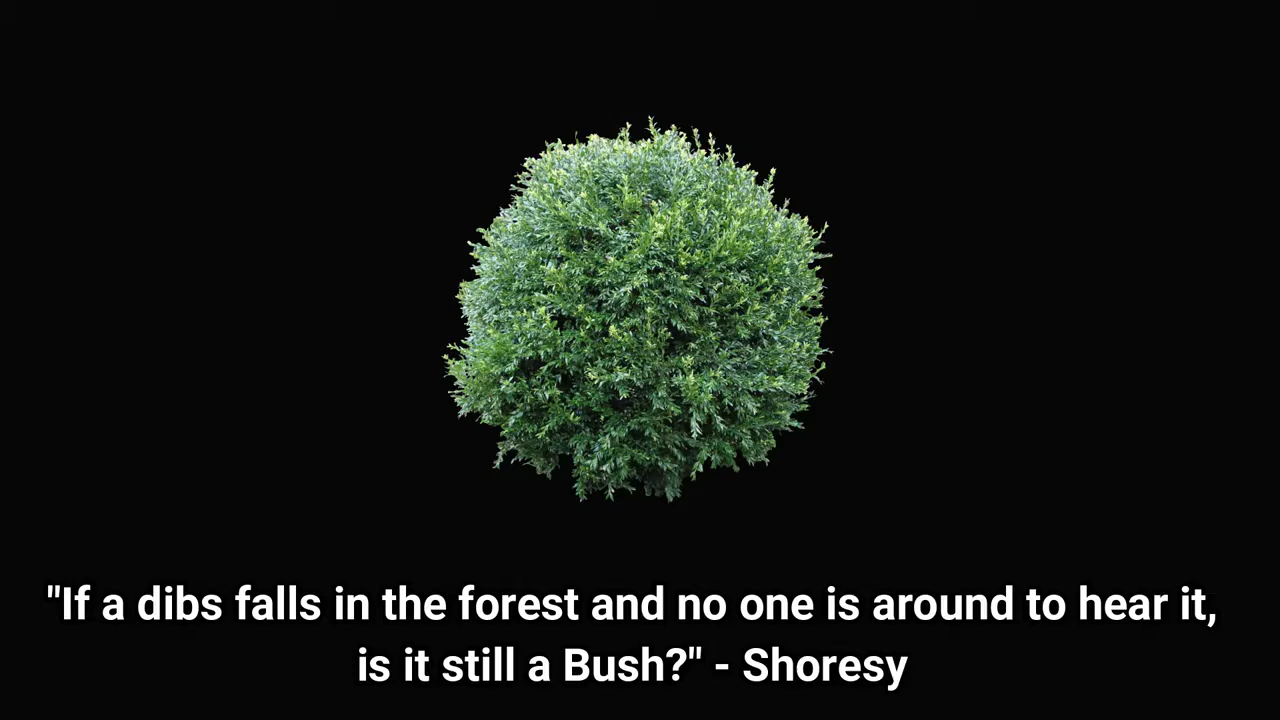 "If a dibs falls in the forest and no one is around to hear it,
is it still a Bush?" - Shoresy